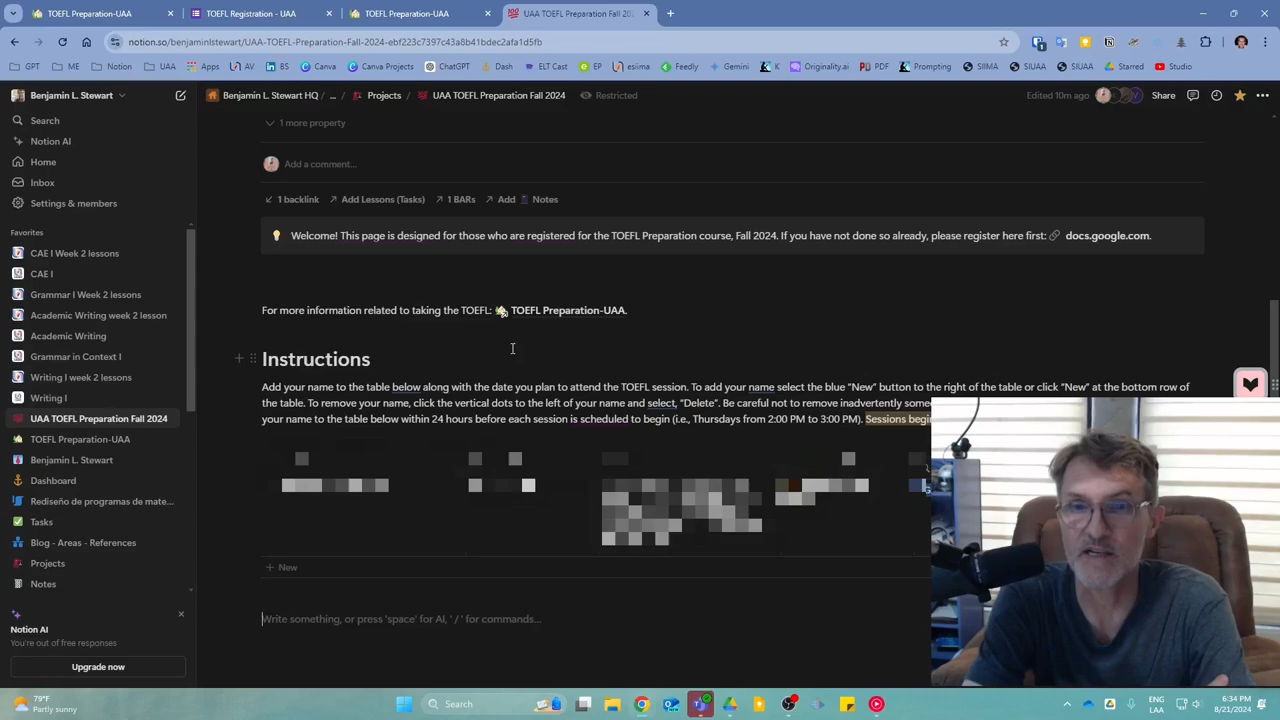 TOEFL Preparation-UAA
TOEFL Registration - UAA
TOEFL Preparation-UAA
UAA TOEFL Preparation Fall 202
notion.so/benjaminlstewart/UAA-TOEFL-Preparation-Fall-2024-ebf223c7397c43a8b41bdec2afa1d5fb
GPT ME Notion UAA Apps AV BS Canva Canva Projects ChatGPT Dash ELT Cast EP esiima Feedly Gemini K Originality.ai PDF Prompting SIIMA SIUAA SIUAA Starred Studio
Benjamin L. Stewart
Benjamin L. Stewart HQ / ... / Projects / UAA TOEFL Preparation Fall 2024 Restricted
Edited 10m ago Share
Search
Notion AI
Home
Inbox
Settings & members
Favorites
CAE I Week 2 lessons
CAE I
Grammar I Week 2 lessons
Academic Writing week 2 lesson
Academic Writing
Grammar in Context I
Writing I week 2 lessons
Writing I
UAA TOEFL Preparation Fall 2024
TOEFL Preparation-UAA
Benjamin L. Stewart
Dashboard
Rediseño de programas de mate...
Tasks
Blog - Areas - References
Projects
Notes
Notion AI
You're out of free responses
Upgrade now
1 more property
Add a comment...
1 backlink Add Lessons (Tasks) 1 BARs Add Notes
Welcome! This page is designed for those who are registered for the TOEFL Preparation course, Fall 2024. If you have not done so already, please register here first: docs.google.com.
For more information related to taking the TOEFL: TOEFL Preparation-UAA.
Instructions
Add your name to the table below along with the date you plan to attend the TOEFL session. To add your name select the blue “New” button to the right of the table or click “New” at the bottom row of
the table. To remove your name, click the vertical dots to the left of your name and select, “Delete”. Be careful not to remove inadvertently some
your name to the table below within 24 hours before each session is scheduled to begin (i.e., Thursdays from 2:00 PM to 3:00 PM). Sessions begin
New
Write something, or press 'space' for AI, '/' for commands...
79°F
Partly sunny
Search
ENG
LAA
6:34 PM
8/21/2024